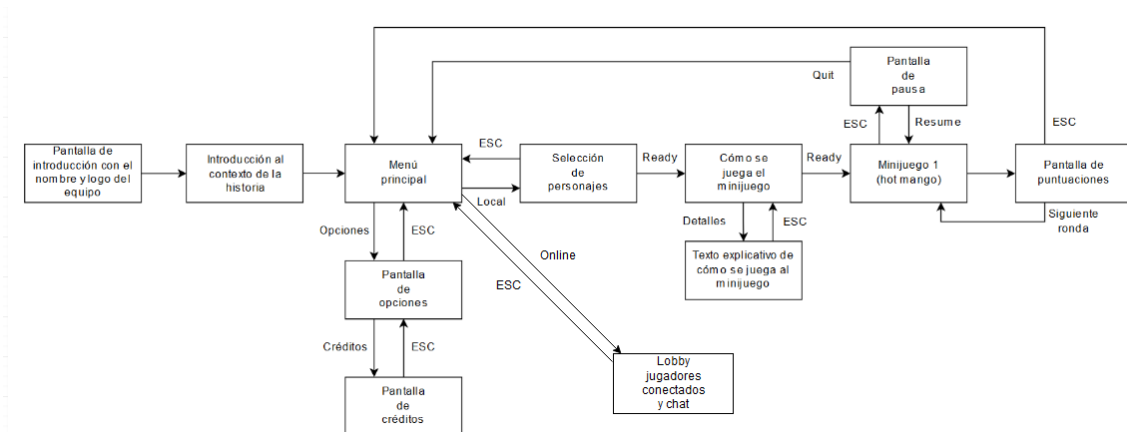 Pantalla
de
pausa
Quit
ESC
Resume
ESC
Pantalla de
introducción con el
nombre y logo del
equipo
Introducción al
contexto de la
historia
Menú
principal
ESC
Local
Selección
de
personajes
Ready
Cómo se
juega el
minijuego
Ready
Minijuego 1
(hot mango)
Pantalla de
puntuaciones
Siguiente
ronda
Opciones
ESC
Detalles
ESC
Online
ESC
Texto explicativo de
cómo se juega al
minijuego
Pantalla
de
opciones
Créditos
ESC
Lobby
jugadores
conectados
y chat
Pantalla
de
créditos